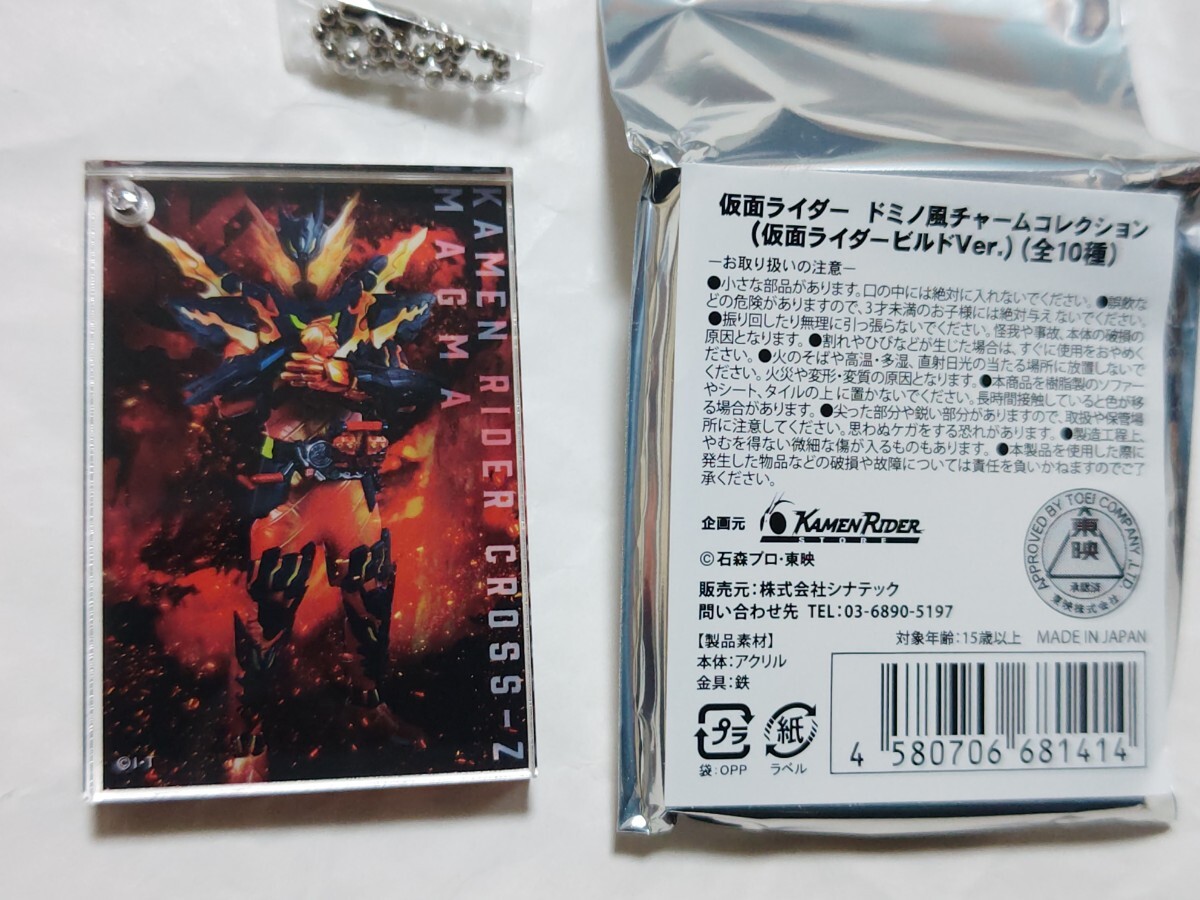 KAMEN RIDER CROSS-Z
MAGMA
©I-T
仮面ライダー ドミノ風チャームコレクション
(仮面ライダービルドVer.) (全10種)
ーお取り扱いの注意ー
●小さな部品があります。口の中には絶対に入れないでください。●誤飲な
どの危険がありますので、3才未満のお子様には絶対与えないでください。
●振り回したり無理に引っ張らないでください。怪我や事故、本体の破損の
原因となります。●割れやひびなどが生じた場合は、すぐに使用をおやめく
ださい。●火のそばや高温・多湿、直射日光の当たる場所に放置しないで
ください。火災や変形・変質の原因となります。●本商品を樹脂製のソファー
やシート、タイルの上に置かないでください。長時間接触していると色が移
る場合があります。●尖った部分や鋭い部分がありますので、取扱や保管場
所に注意してください。思わぬケガをする恐れがあります。●製造工程上、
やむを得ない微細な傷が入るものもあります。●本製品を使用した際に
発生した物品などの破損や故障については責任を負いかねますのでご了
承ください。
企画元 KAMEN RIDER
STORE
©石森プロ・東映
販売元:株式会社シナテック
問い合わせ先 TEL:03-6890-5197
APPROVED BY TOEI COMPANY, LTD.
東映
承認済
東映株式会社
【製品素材】
本体:アクリル
金具:鉄
対象年齢:15歳以上 MADE IN JAPAN
プラ
袋:OPP
紙
ラベル
4 580706 681414